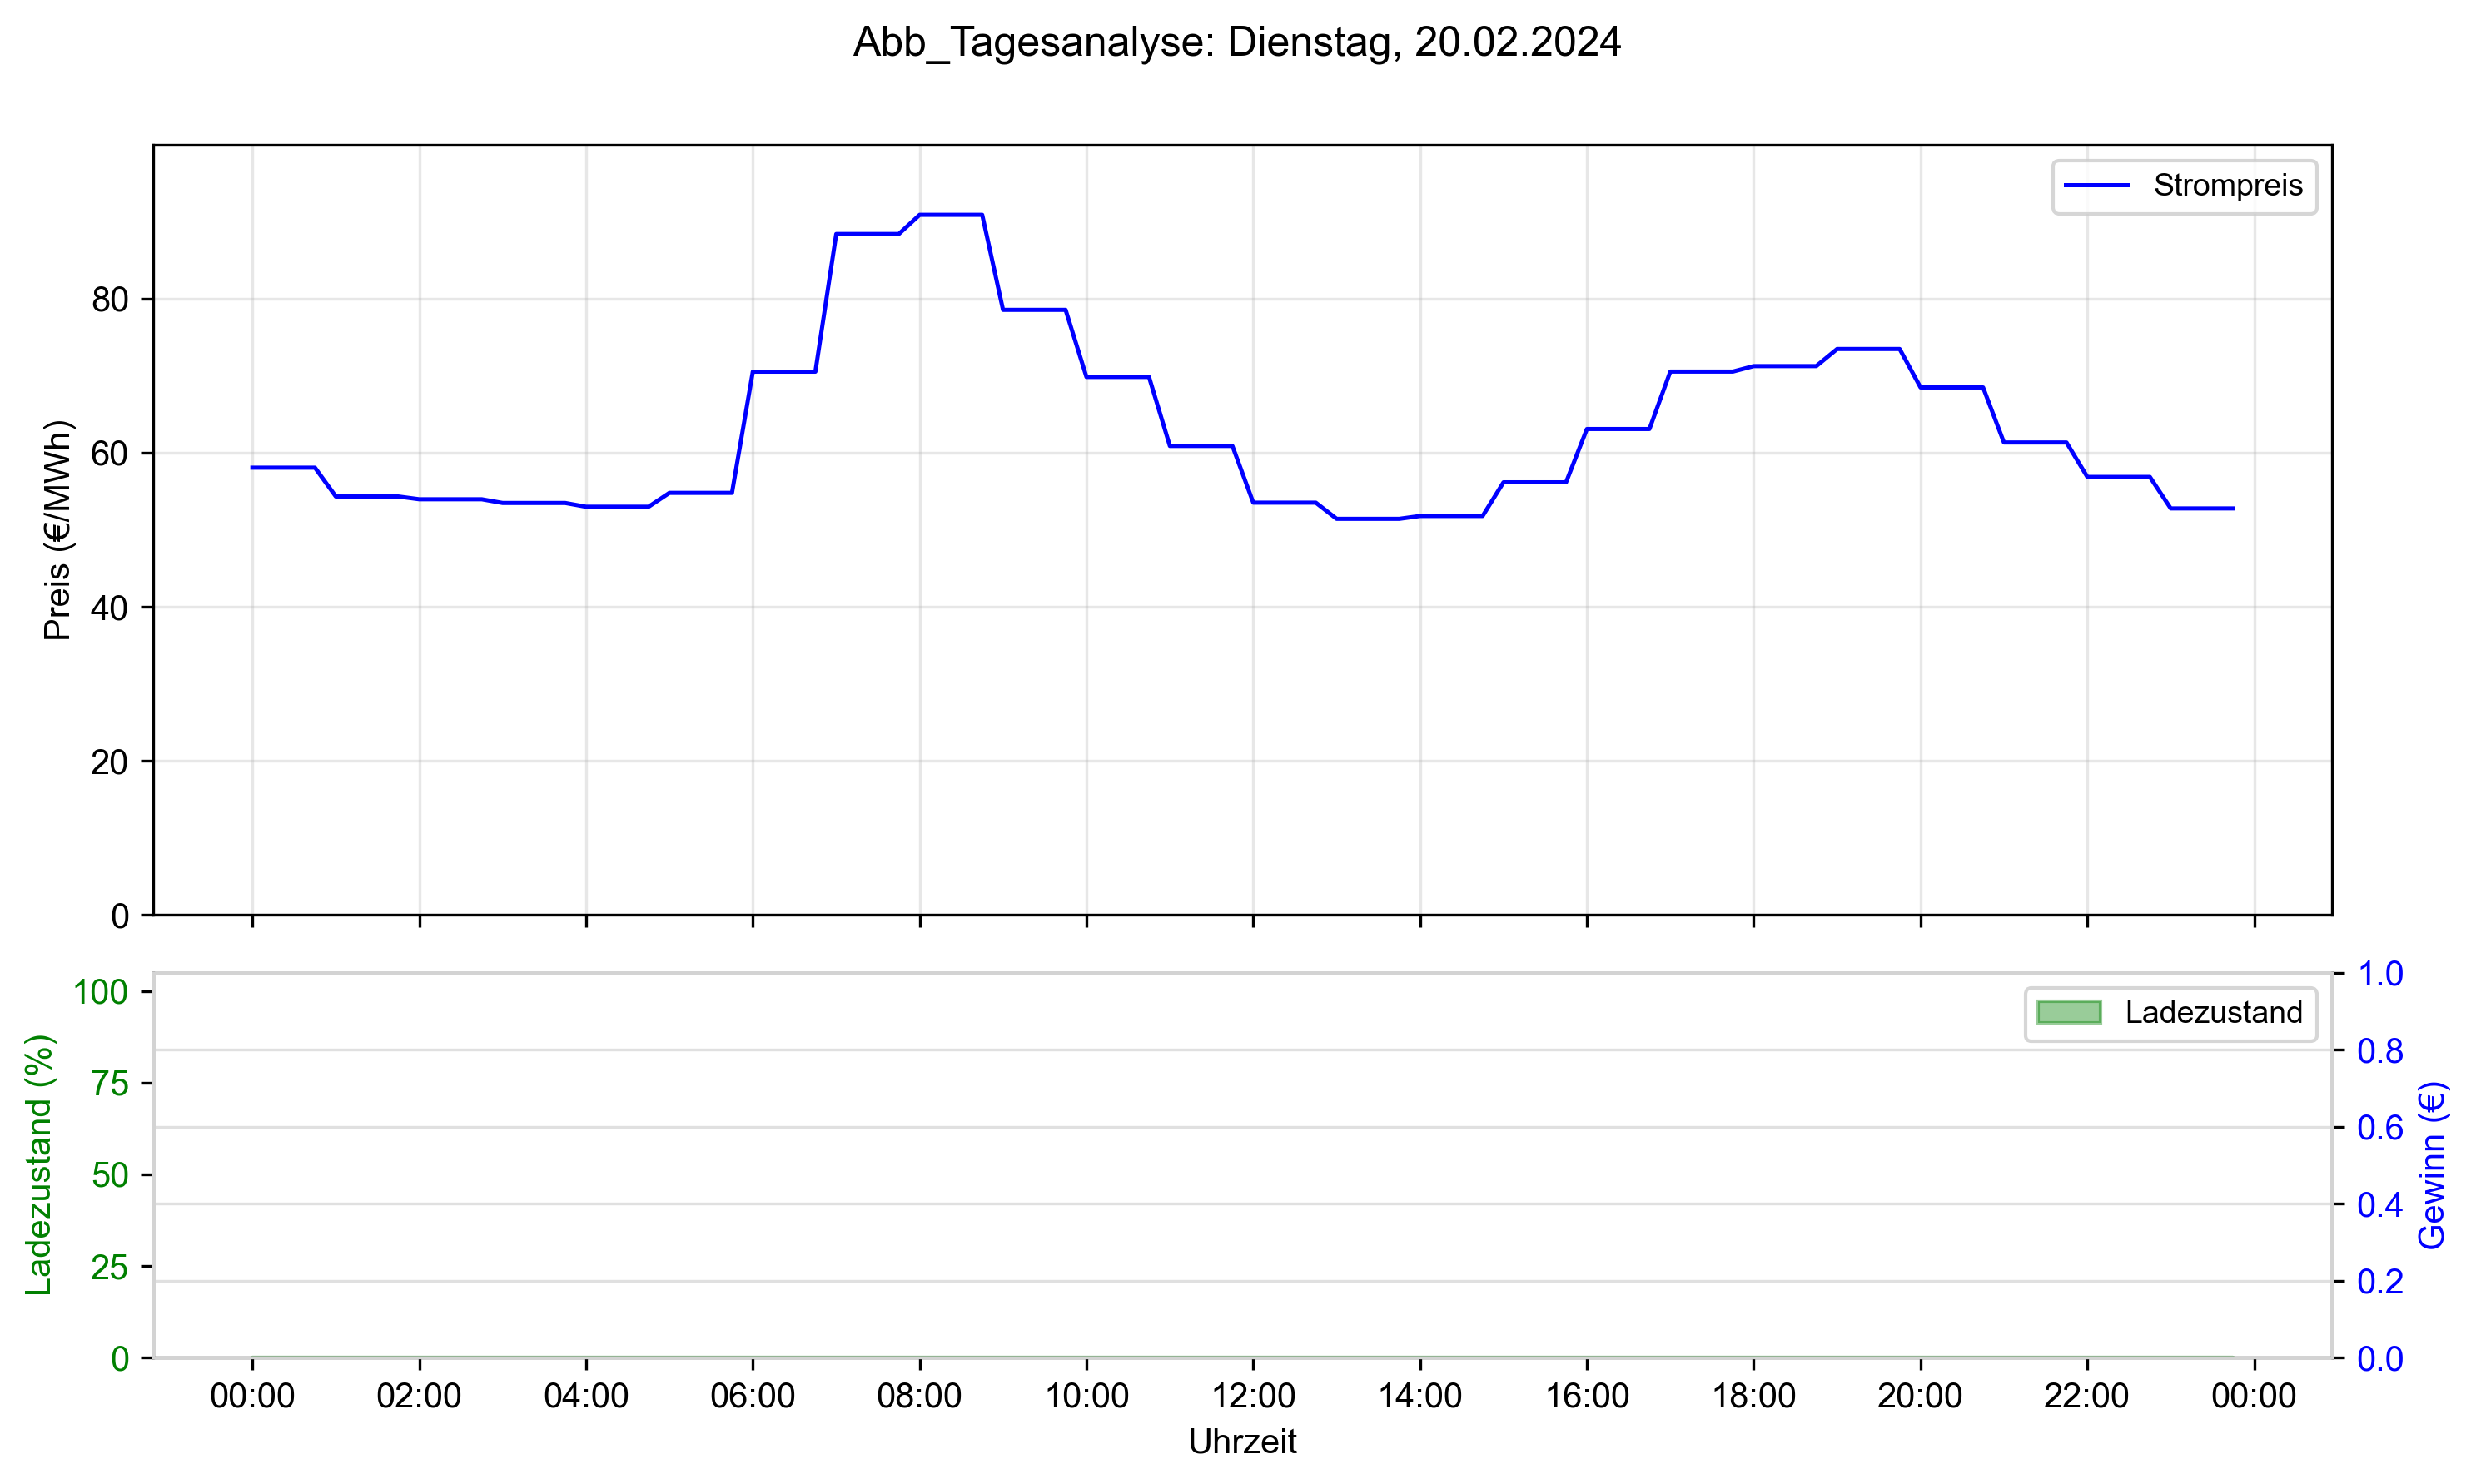 Abb_Tagesanalyse: Dienstag, 20.02.2024
Strompreis
Preis (€/MWh)
80
60
40
20
0
Ladezustand
Ladezustand (%)
100
75
50
25
0
1.0
0.8
0.6
0.4
0.2
0.0
Gewinn (€)
00:00 02:00 04:00 06:00 08:00 10:00 12:00 14:00 16:00 18:00 20:00 22:00 00:00
Uhrzeit